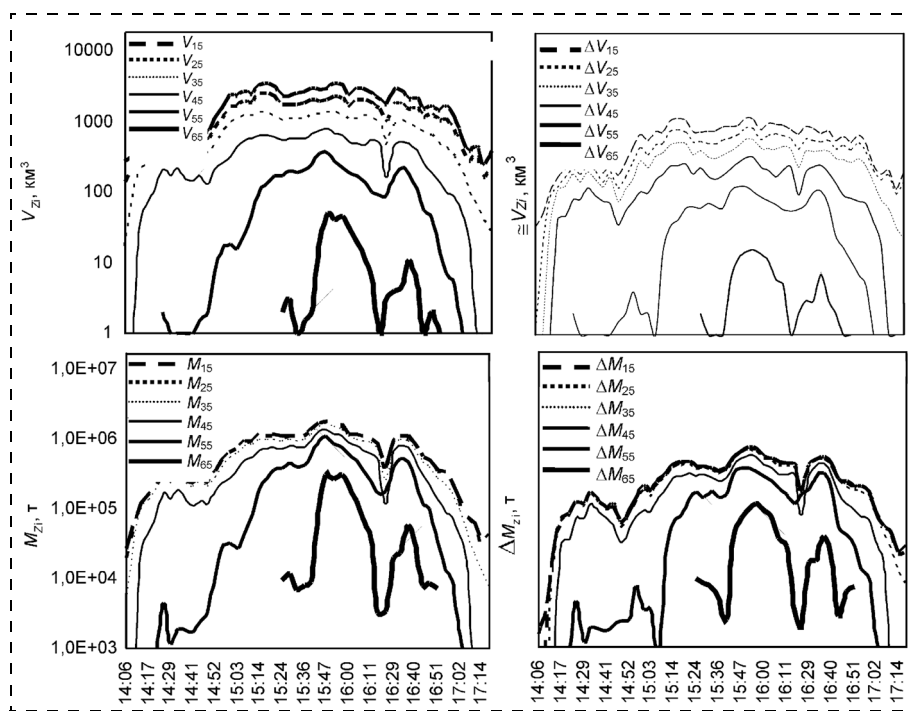 V_Zi, км³
10000
1000
100
10
1
V₁₅
V₂₅
V₃₅
V₄₅
V₅₅
V₆₅
≅V_Zi, км³
ΔV₁₅
ΔV₂₅
ΔV₃₅
ΔV₄₅
ΔV₅₅
ΔV₆₅
M_Zi, т
1,0E+07
1,0E+06
1,0E+05
1,0E+04
1,0E+03
M₁₅
M₂₅
M₃₅
M₄₅
M₅₅
M₆₅
14:06 14:17 14:29 14:41 14:52 15:03 15:14 15:24 15:36 15:47 16:00 16:11 16:29 16:40 16:51 17:02 17:14
ΔM_Zi, т
ΔM₁₅
ΔM₂₅
ΔM₃₅
ΔM₄₅
ΔM₅₅
ΔM₆₅
14:06 14:17 14:29 14:41 14:52 15:03 15:14 15:24 15:36 15:47 16:00 16:11 16:29 16:40 16:51 17:02 17:14